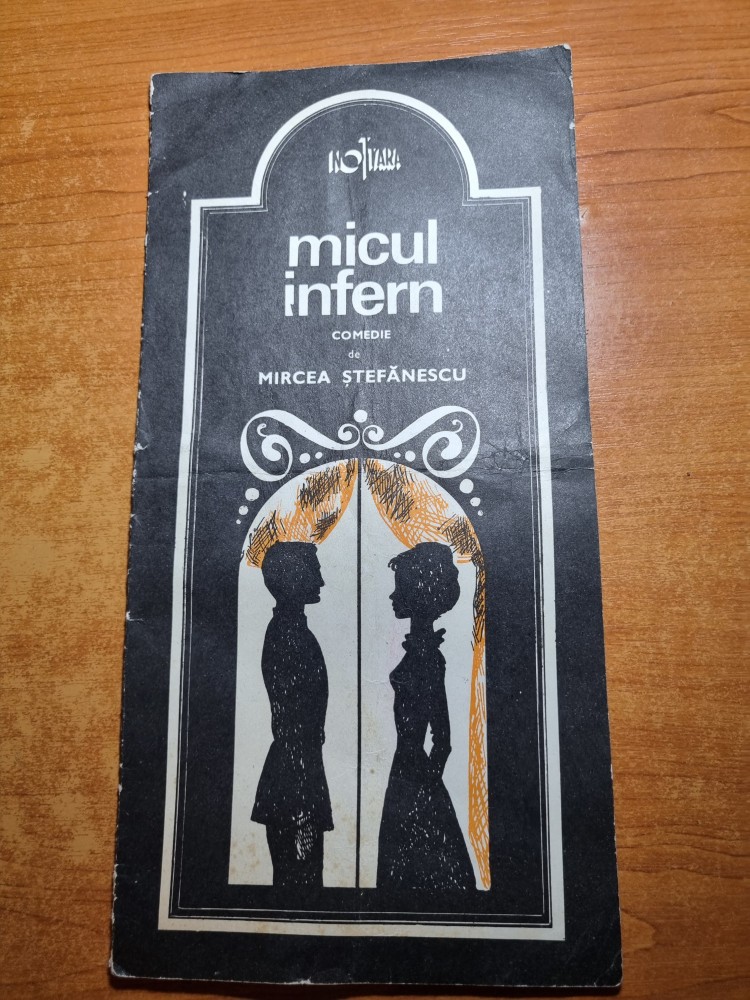 NOTTARA
micul
infern
COMEDIE
de
MIRCEA ȘTEFĂNESCU